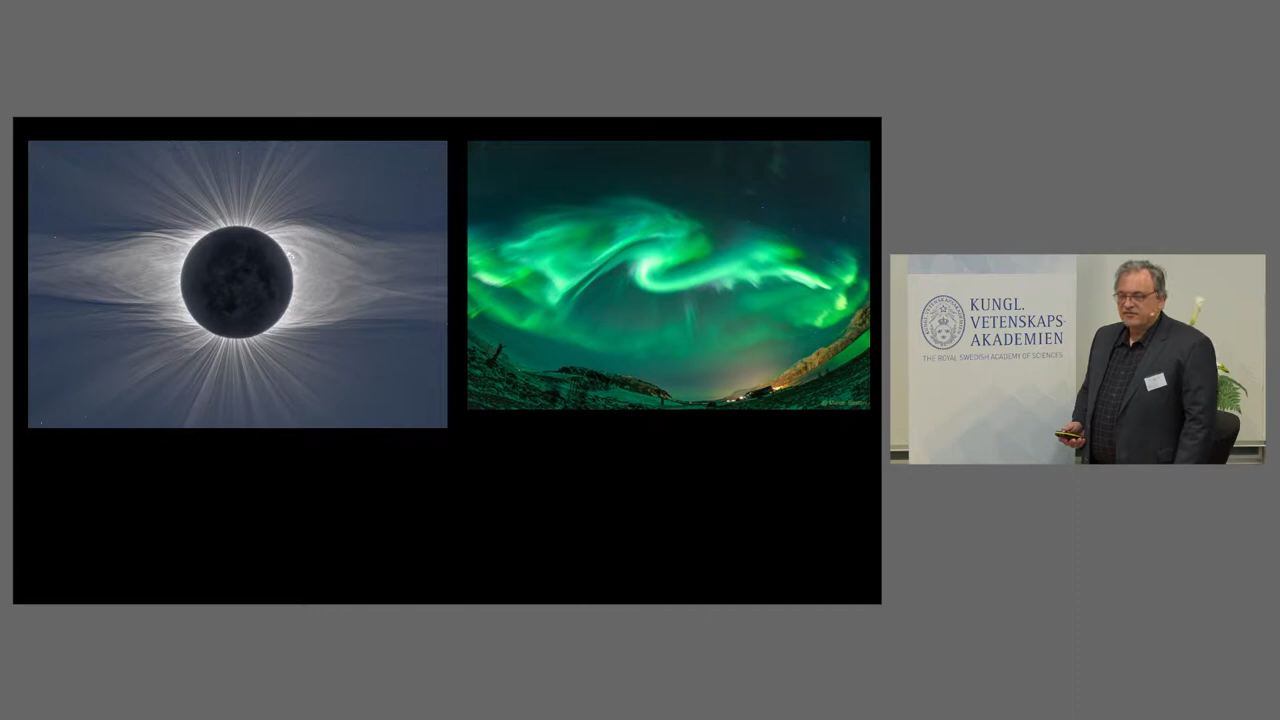 KUNGL.
VETENSKAPS-
AKADEMIEN
THE ROYAL SWEDISH ACADEMY OF SCIENCES